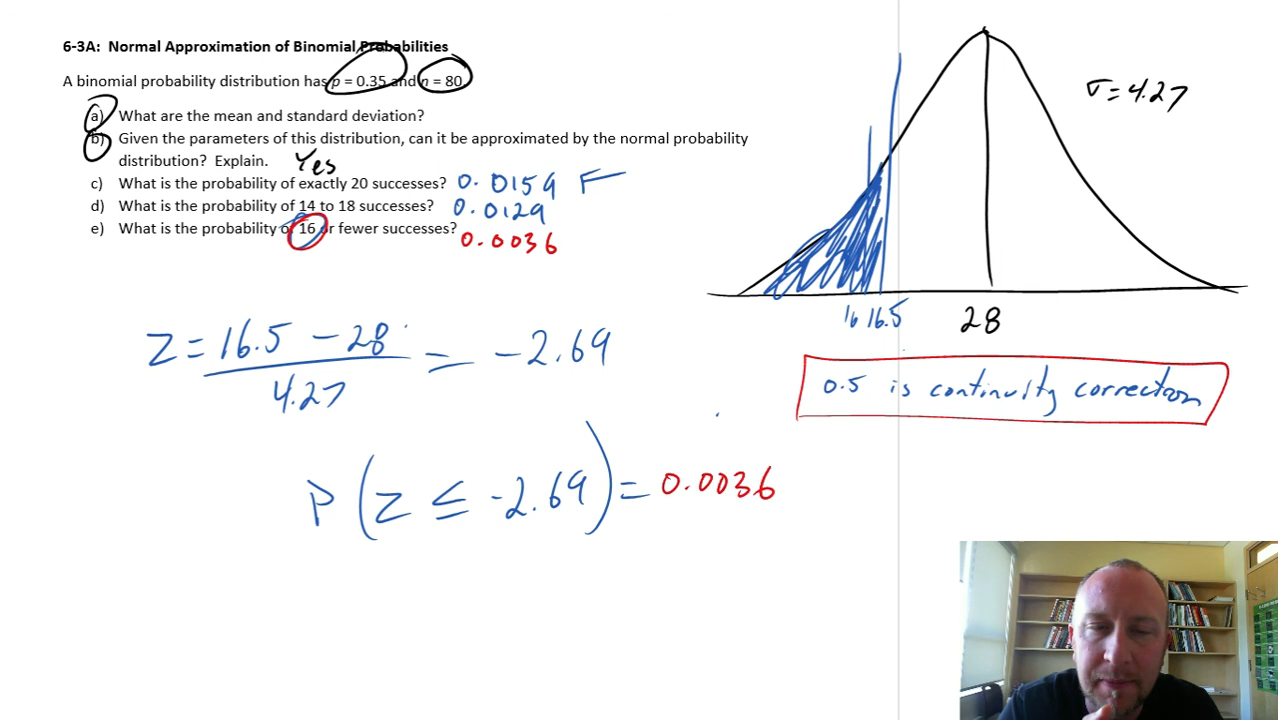 6-3A: Normal Approximation of Binomial Probabilities
A binomial probability distribution has p = 0.35 and n = 80.
a) What are the mean and standard deviation?
b) Given the parameters of this distribution, can it be approximated by the normal probability
distribution? Explain. Yes
c) What is the probability of exactly 20 successes? 0.0159
d) What is the probability of 14 to 18 successes? 0.0129
e) What is the probability of 16 or fewer successes? 0.0036
σ = 4.27
16 16.5 28
Z = 16.5 - 28 = -2.69
4.27
0.5 is continuity correction
P(Z ≤ -2.69) = 0.0036